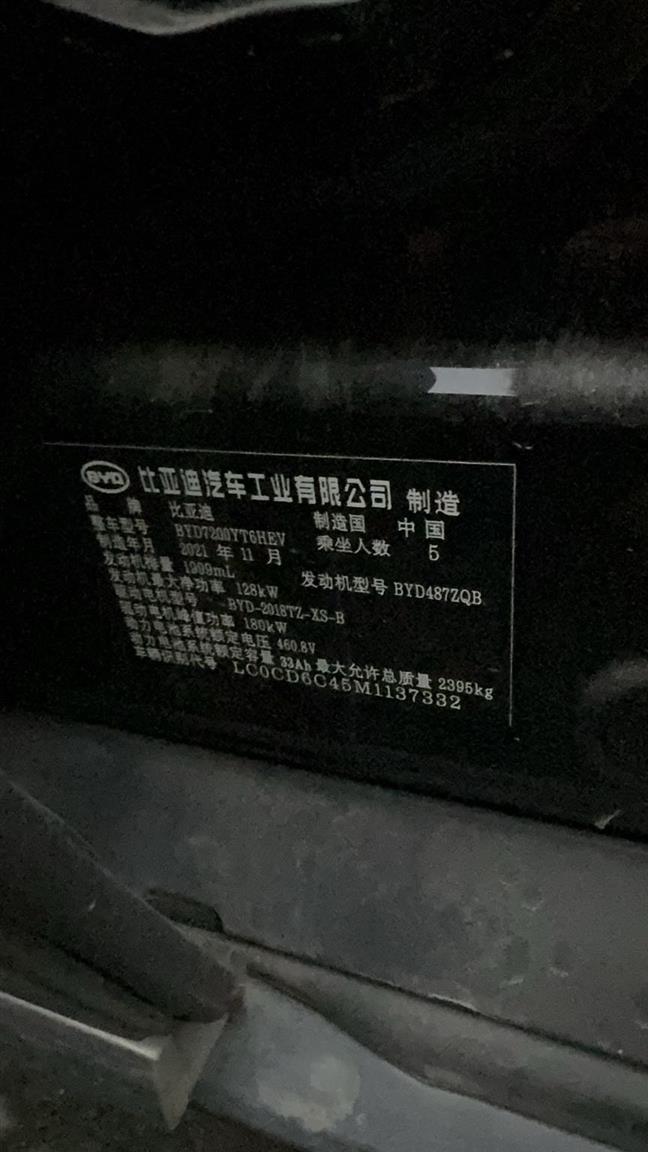 BYD 比亚迪汽车工业有限公司 制造
品牌 比亚迪 制造国 中国
整车型号 BYD7200YT6HEV 乘坐人数 5
制造年月 2021 年 11 月
发动机排量 1999mL 发动机型号 BYD487ZQB
发动机最大净功率 128kW
驱动电机型号 BYD-2018TZ-XS-B
驱动电机峰值功率 180kW
动力电池系统额定电压 460.8V
动力电池系统额定容量 33Ah 最大允许总质量 2395kg
车辆识别代号 LC0CD6C45M1137332